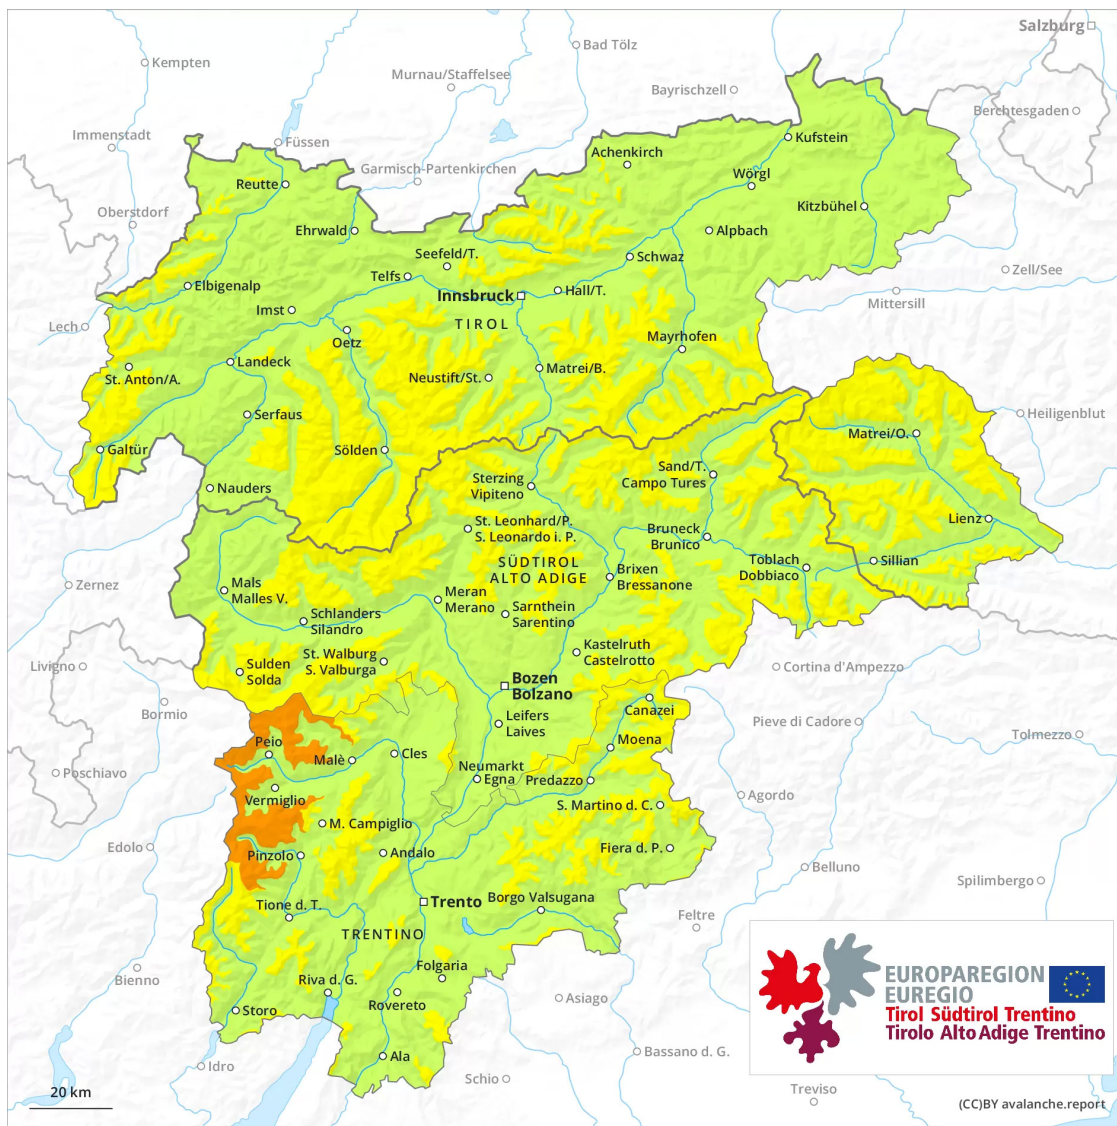 Salzburg
Bad Tölz
Kempten
Murnau/Staffelsee
Bayrischzell
Berchtesgaden
Immenstadt
Füssen
Kufstein
Achenkirch
Garmisch-Partenkirchen
Wörgl
Reutte
Kitzbühel
Oberstdorf
Ehrwald
Alpbach
Seefeld/T.
Schwaz
Zell/See
Telfs
Elbigenalp
Innsbruck
Hall/T.
Mittersill
Imst
TIROL
Lech
Oetz
Mayrhofen
Landeck
Matrei/B.
St. Anton/A.
Neustift/St.
Serfaus
Heiligenblut
Matrei/O.
Galtür
Sölden
Sand/T.
Campo Tures
Sterzing
Vipiteno
Nauders
Lienz
St. Leonhard/P.
S. Leonardo i. P.
Bruneck
Brunico
SÜDTIROL
ALTO ADIGE
Toblach
Dobbiaco
Sillian
Brixen
Bressanone
Zernez
Mals
Malles V.
Meran
Merano
Sarnthein
Sarentino
Schlanders
Silandro
Kastelruth
Castelrotto
St. Walburg
S. Valburga
Livigno
Sulden
Solda
Cortina d'Ampezzo
Bozen
Bolzano
Bormio
Canazei
Leifers
Laives
Pieve di Cadore
Tolmezzo
Peio
Moena
Malè
Cles
Poschiavo
Neumarkt
Egna
Predazzo
Vermiglio
Agordo
S. Martino d. C.
M. Campiglio
Edolo
Pinzolo
Andalo
Fiera d. P.
Belluno
Spilimbergo
Borgo Valsugana
Trento
Tione d. T.
Feltre
TRENTINO
Bienno
Folgaria
Riva d. G.
EUROPAREGION
EUREGIO
Storo
Rovereto
Asiago
Tirol Südtirol Trentino
Tirolo Alto Adige Trentino
Ala
Bassano d. G.
Idro
Schio
20 km
Treviso
(CC)BY avalanche.report